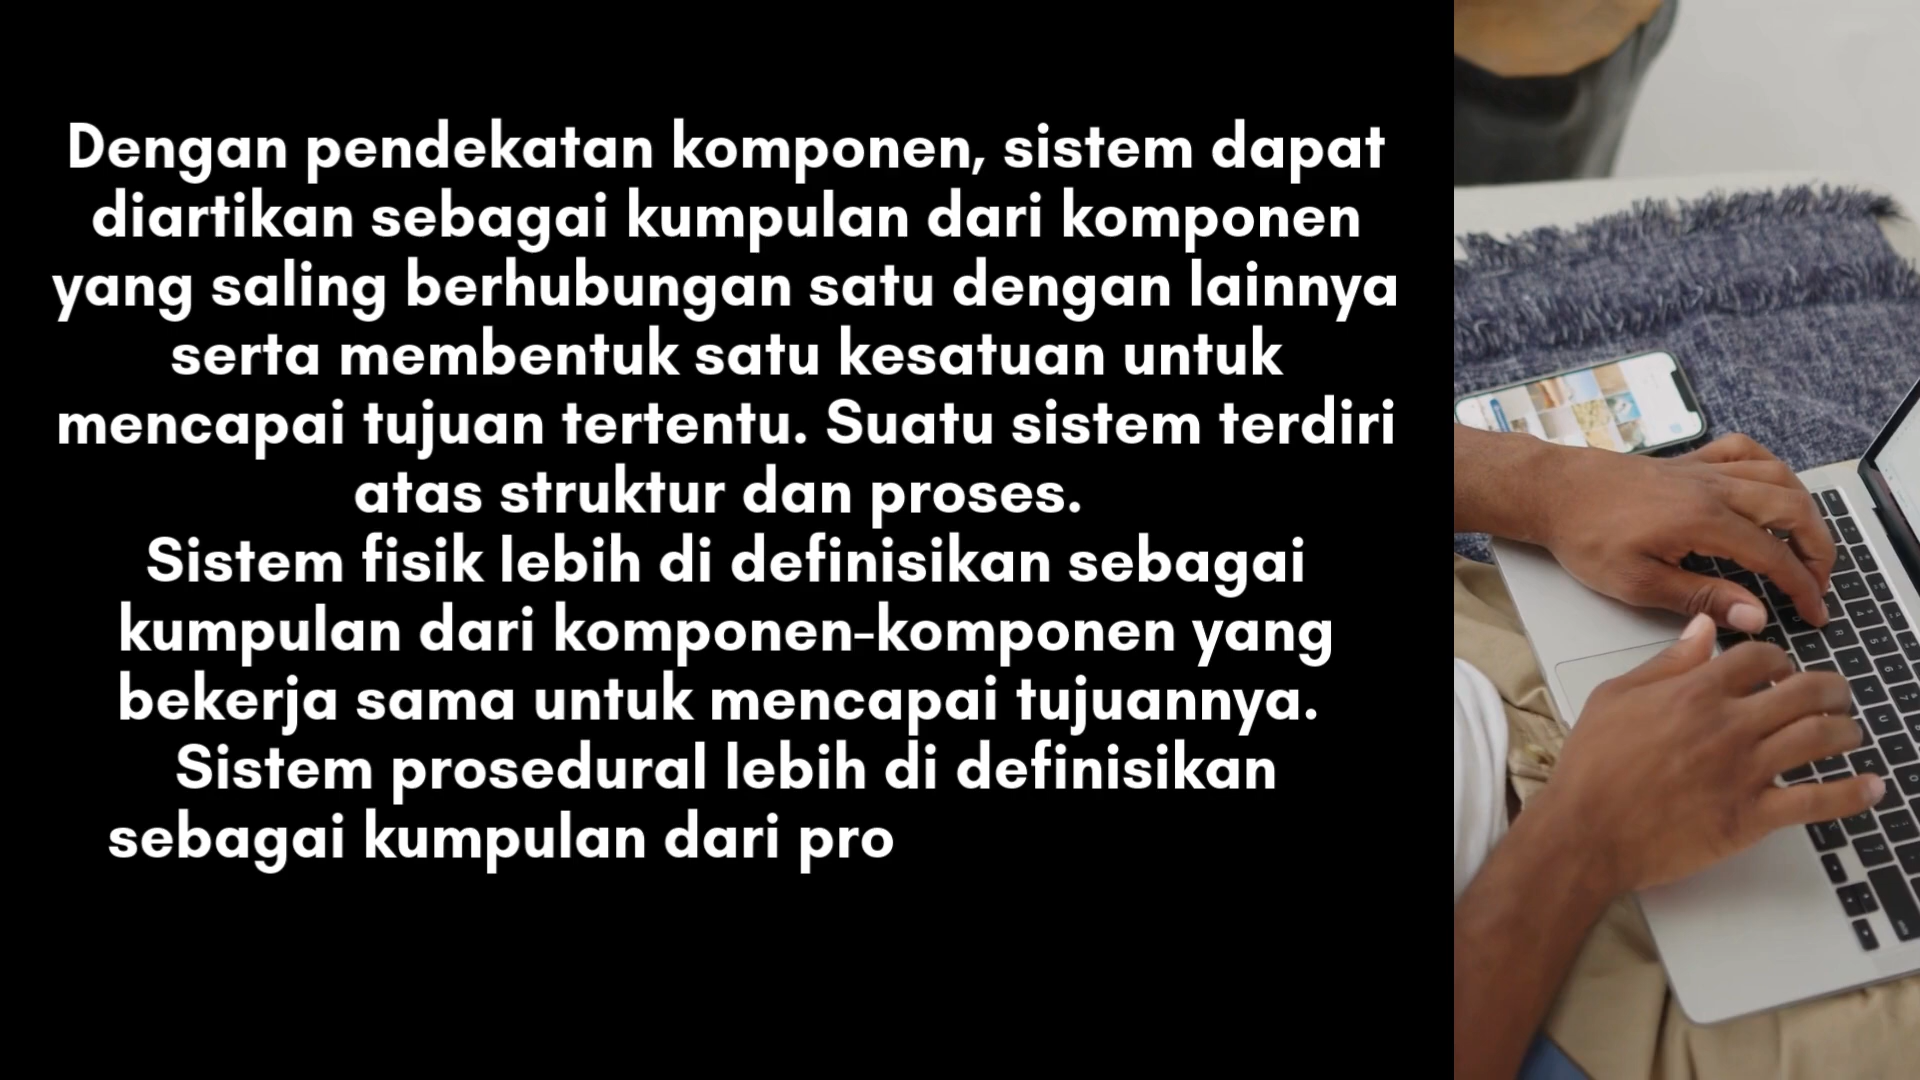 Dengan pendekatan komponen, sistem dapat
diartikan sebagai kumpulan dari komponen
yang saling berhubungan satu dengan lainnya
serta membentuk satu kesatuan untuk
mencapai tujuan tertentu. Suatu sistem terdiri
atas struktur dan proses.
Sistem fisik lebih di definisikan sebagai
kumpulan dari komponen-komponen yang
bekerja sama untuk mencapai tujuannya.
Sistem prosedural lebih di definisikan
sebagai kumpulan dari pro